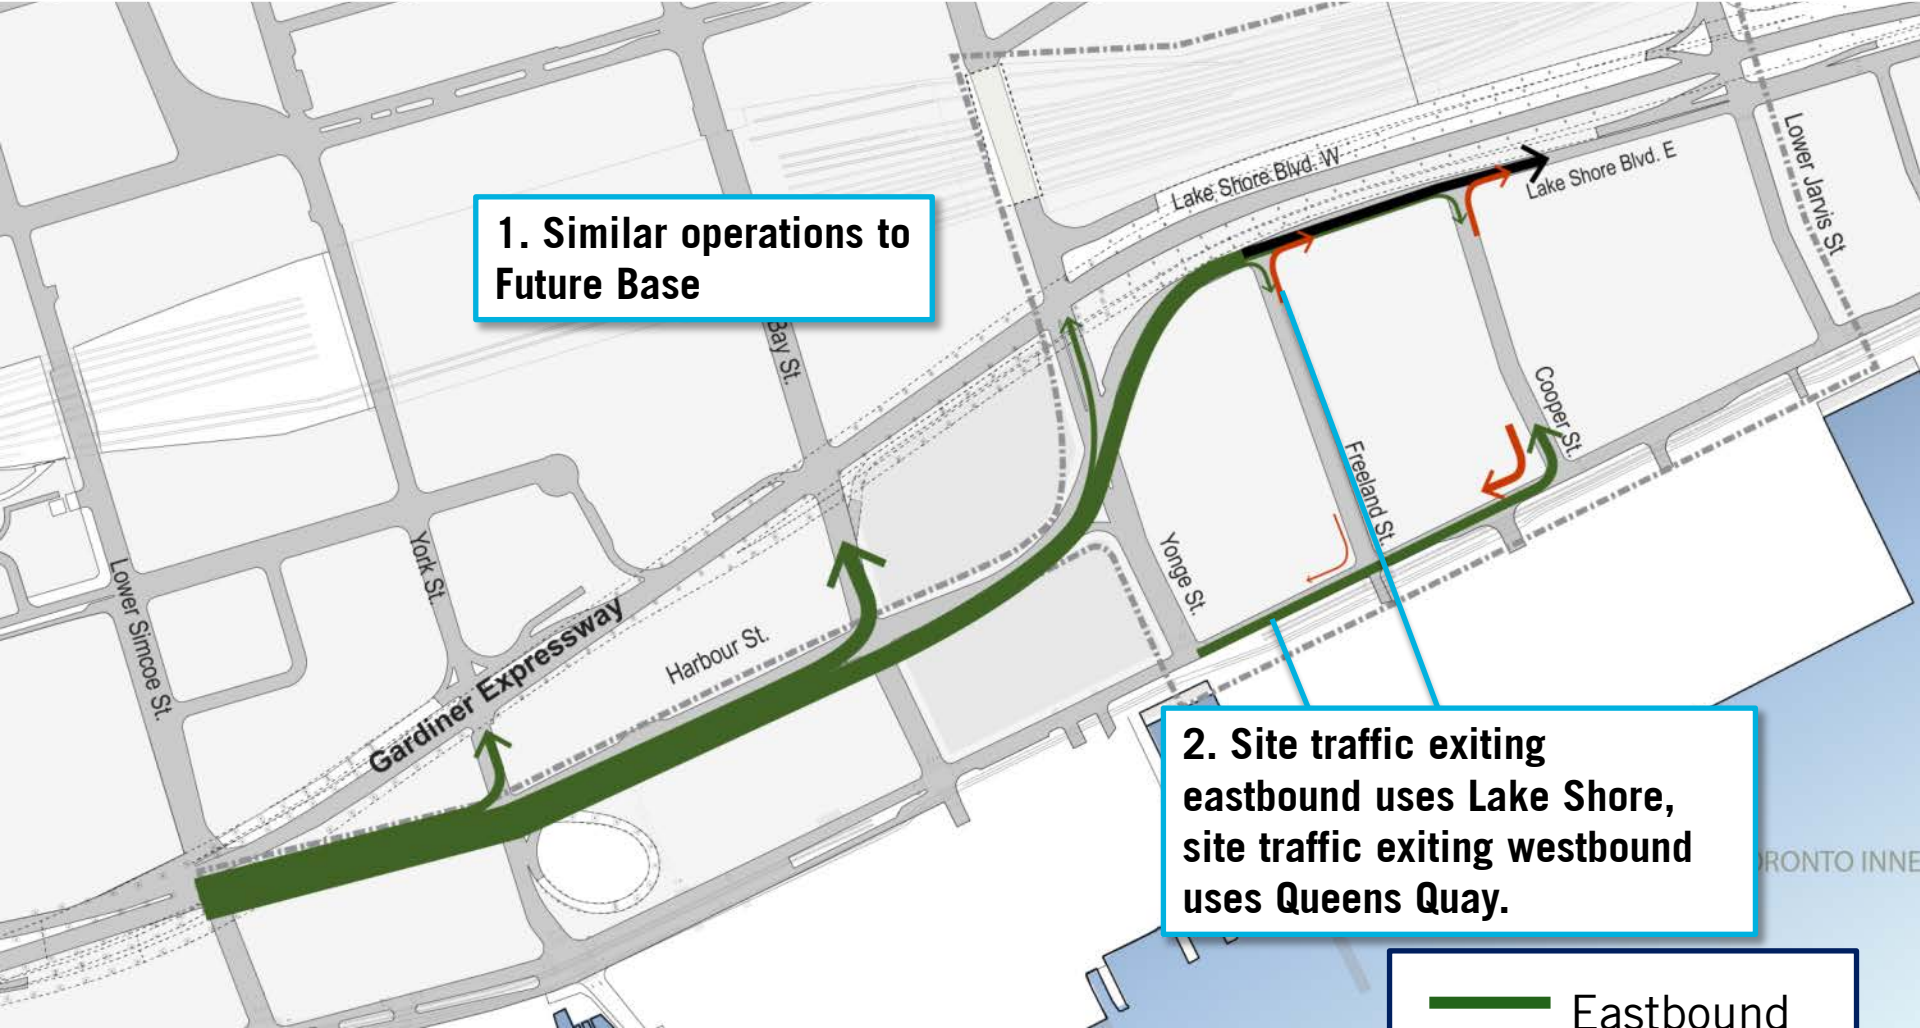 Lake Shore Blvd. W
Lake Shore Blvd. E
Lower Jarvis St
1. Similar operations to
Future Base
Bay St.
Cooper St.
Freeland St.
Yonge St.
York St.
Lower Simcoe St.
Gardiner Expressway
Harbour St.
2. Site traffic exiting
eastbound uses Lake Shore,
site traffic exiting westbound
uses Queens Quay.
RONTO INNE
Eastbound